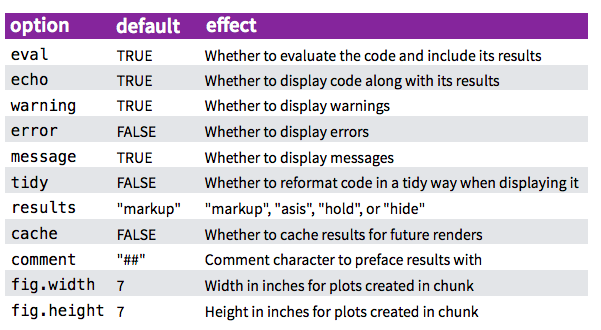 option default effect
eval TRUE Whether to evaluate the code and include its results
echo TRUE Whether to display code along with its results
warning TRUE Whether to display warnings
error FALSE Whether to display errors
message TRUE Whether to display messages
tidy FALSE Whether to reformat code in a tidy way when displaying it
results "markup" "markup", "asis", "hold", or "hide"
cache FALSE Whether to cache results for future renders
comment "##" Comment character to preface results with
fig.width 7 Width in inches for plots created in chunk
fig.height 7 Height in inches for plots created in chunk